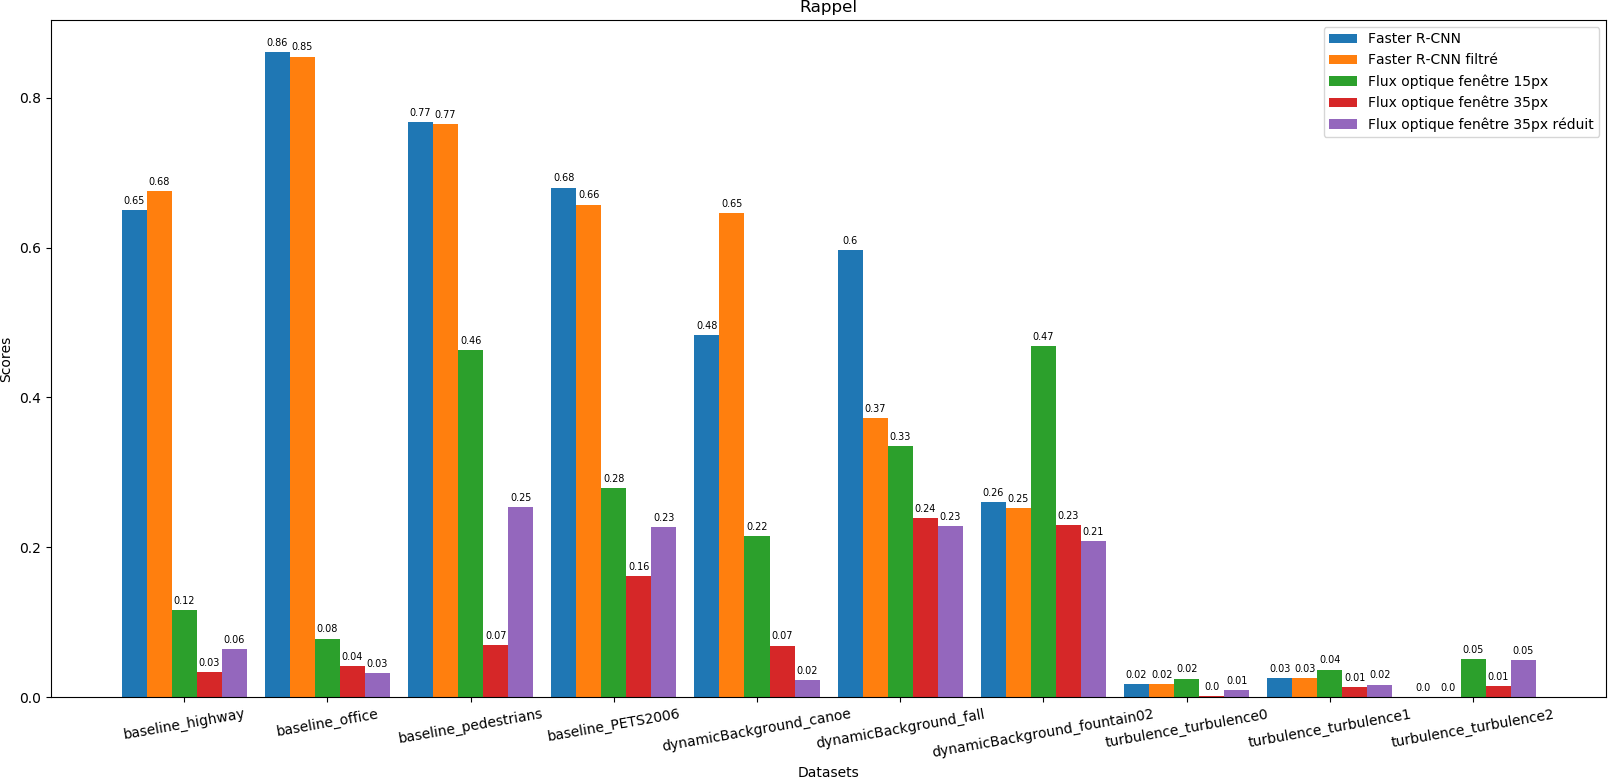 Rappel
Faster R-CNN
Faster R-CNN filtré
Flux optique fenêtre 15px
Flux optique fenêtre 35px
Flux optique fenêtre 35px réduit
Scores
0.8
0.6
0.4
0.2
0.0
0.65 0.68 0.12 0.03 0.06
0.86 0.85 0.08 0.04 0.03
0.77 0.77 0.46 0.07 0.25
0.68 0.66 0.28 0.16 0.23
0.48 0.65 0.22 0.07 0.02
0.6 0.37 0.33 0.24 0.23
0.26 0.25 0.47 0.23 0.21
0.02 0.02 0.02 0.0 0.01
0.03 0.03 0.04 0.01 0.02
0.0 0.0 0.05 0.01 0.05
baseline_highway
baseline_office
baseline_pedestrians
baseline_PETS2006
dynamicBackground_canoe
dynamicBackground_fall
dynamicBackground_fountain02
turbulence_turbulence0
turbulence_turbulence1
turbulence_turbulence2
Datasets